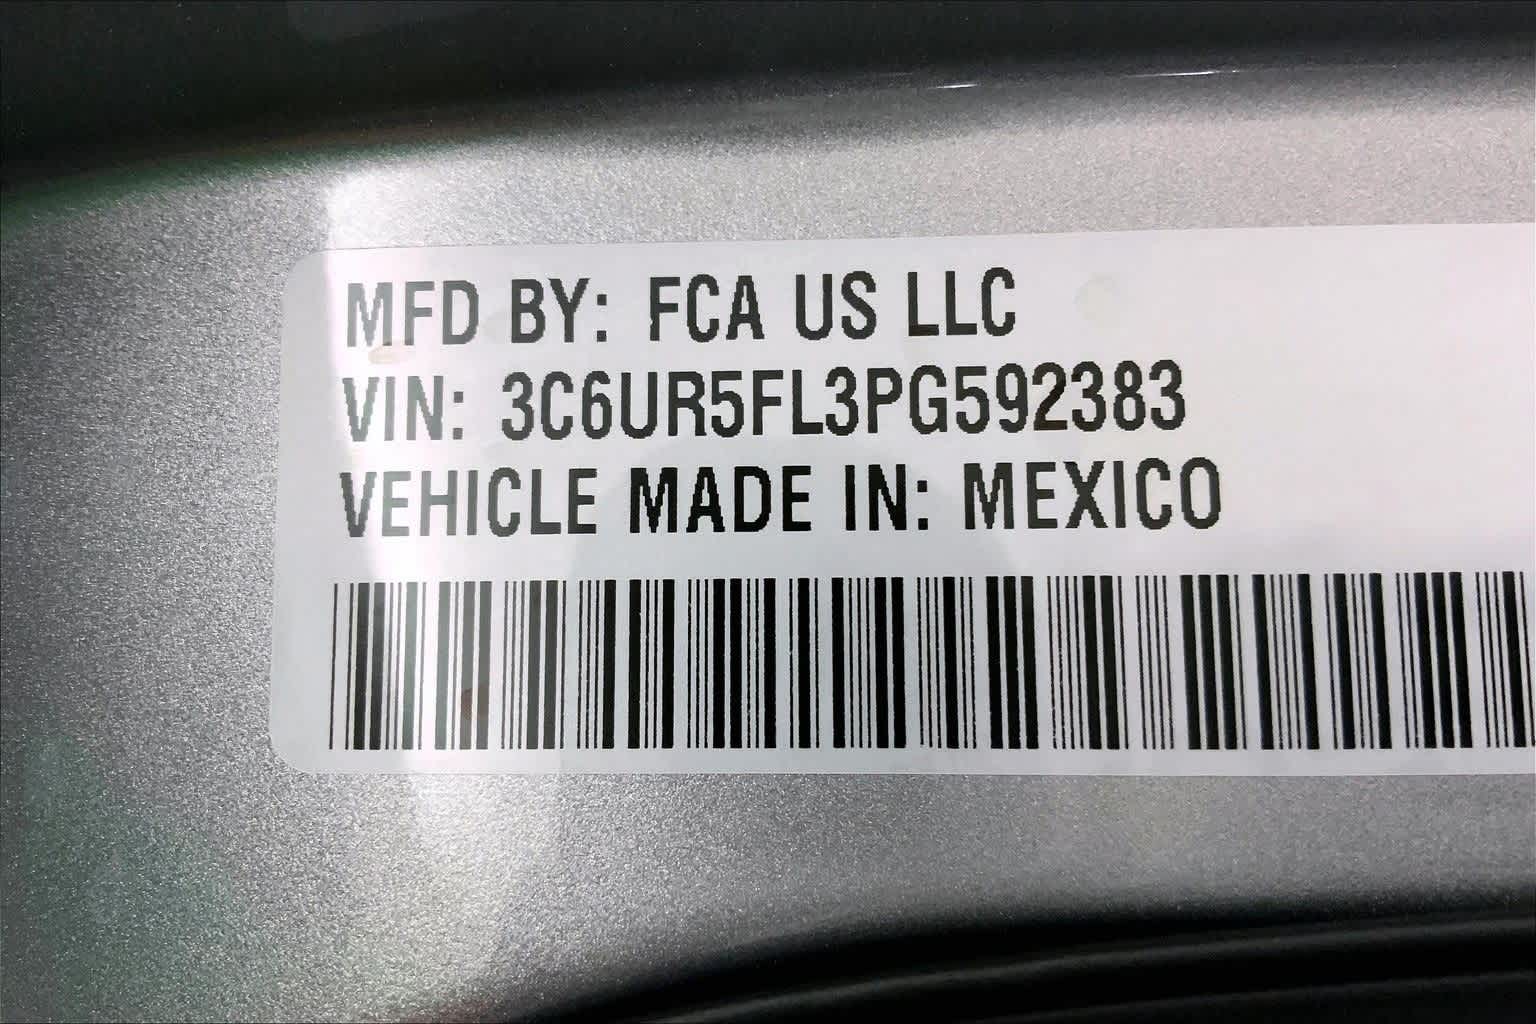 MFD BY: FCA US LLC
VIN: 3C6UR5FL3PG592383
VEHICLE MADE IN: MEXICO